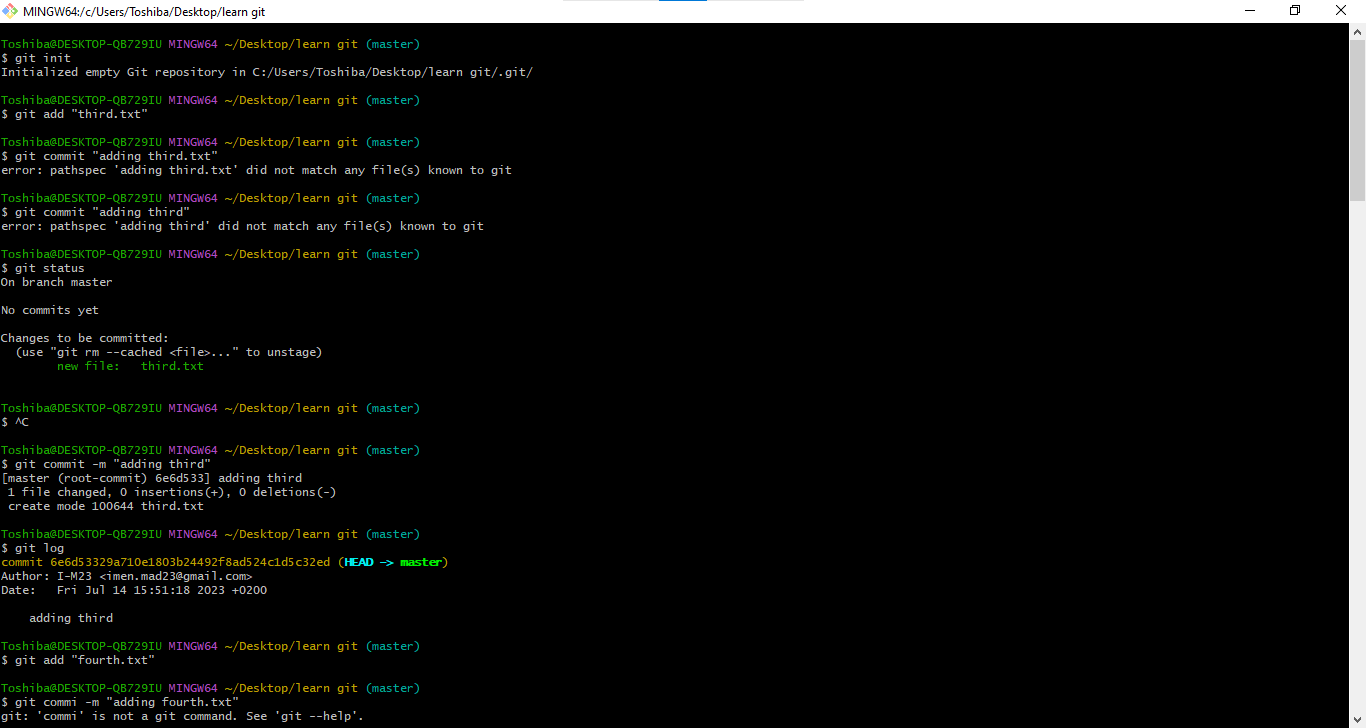 MINGW64:/c/Users/Toshiba/Desktop/learn git
Toshiba@DESKTOP-QB729IU MINGW64 ~/Desktop/learn git (master)
$ git init
Initialized empty Git repository in C:/Users/Toshiba/Desktop/learn git/.git/
Toshiba@DESKTOP-QB729IU MINGW64 ~/Desktop/learn git (master)
$ git add "third.txt"
Toshiba@DESKTOP-QB729IU MINGW64 ~/Desktop/learn git (master)
$ git commit "adding third.txt"
error: pathspec 'adding third.txt' did not match any file(s) known to git
Toshiba@DESKTOP-QB729IU MINGW64 ~/Desktop/learn git (master)
$ git commit "adding third"
error: pathspec 'adding third' did not match any file(s) known to git
Toshiba@DESKTOP-QB729IU MINGW64 ~/Desktop/learn git (master)
$ git status
On branch master
No commits yet
Changes to be committed:
  (use "git rm --cached <file>..." to unstage)
        new file:   third.txt
Toshiba@DESKTOP-QB729IU MINGW64 ~/Desktop/learn git (master)
$ ^C
Toshiba@DESKTOP-QB729IU MINGW64 ~/Desktop/learn git (master)
$ git commit -m "adding third"
[master (root-commit) 6e6d533] adding third
 1 file changed, 0 insertions(+), 0 deletions(-)
 create mode 100644 third.txt
Toshiba@DESKTOP-QB729IU MINGW64 ~/Desktop/learn git (master)
$ git log
commit 6e6d53329a710e1803b24492f8ad524c1d5c32ed (HEAD -> master)
Author: I-M23 <imen.mad23@gmail.com>
Date:   Fri Jul 14 15:51:18 2023 +0200
    adding third
Toshiba@DESKTOP-QB729IU MINGW64 ~/Desktop/learn git (master)
$ git add "fourth.txt"
Toshiba@DESKTOP-QB729IU MINGW64 ~/Desktop/learn git (master)
$ git commi -m "adding fourth.txt"
git: 'commi' is not a git command. See 'git --help'.